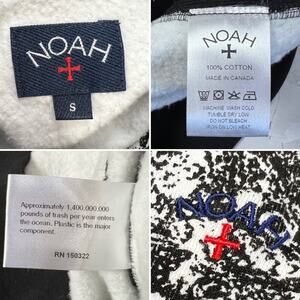 NOAH
S
NOAH
100% COTTON
MADE IN CANADA
MACHINE WASH COLD
TUMBLE DRY LOW
DO NOT BLEACH
IRON ON LOW HEAT
Approximately 1,400,000,000
pounds of trash per year enters
the ocean. Plastic is the major
component.
RN 150322
NOAH